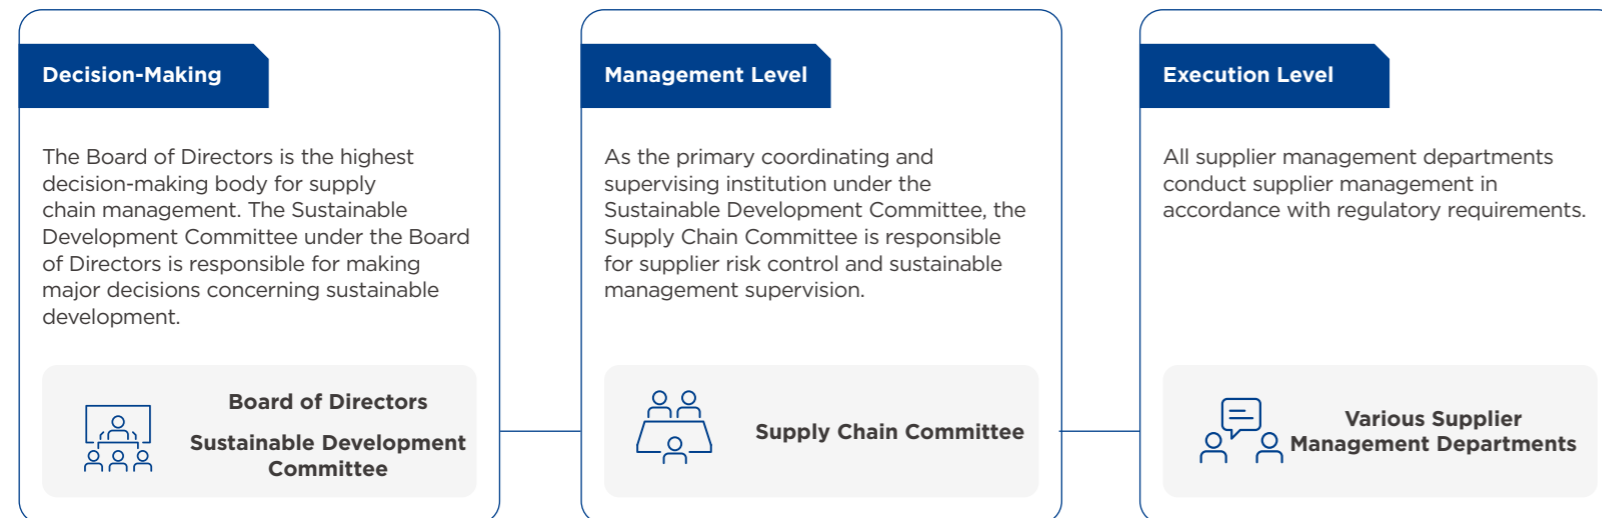 Decision-Making
The Board of Directors is the highest
decision-making body for supply
chain management. The Sustainable
Development Committee under the Board
of Directors is responsible for making
major decisions concerning sustainable
development.
Board of Directors
Sustainable Development
Committee
Management Level
As the primary coordinating and
supervising institution under the
Sustainable Development Committee, the
Supply Chain Committee is responsible
for supplier risk control and sustainable
management supervision.
Supply Chain Committee
Execution Level
All supplier management departments
conduct supplier management in
accordance with regulatory requirements.
Various Supplier
Management Departments